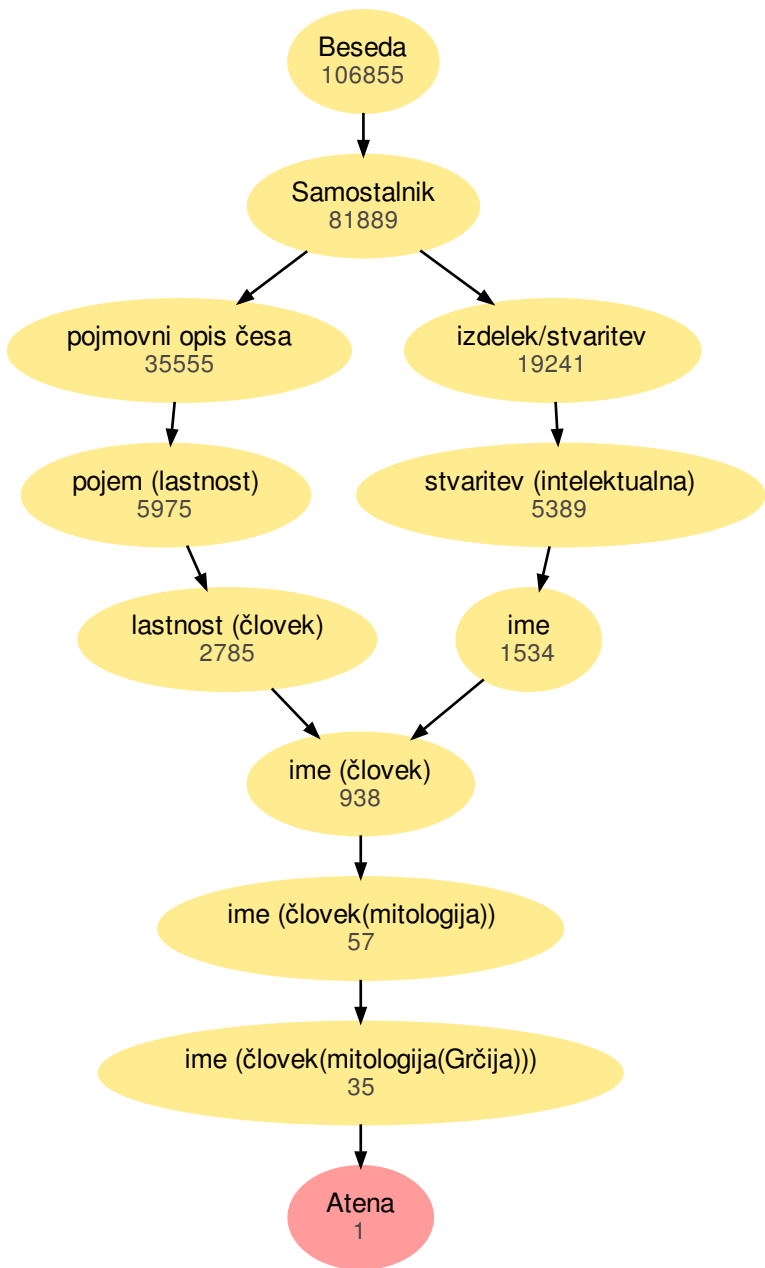 Beseda
106855
Samostalnik
81889
pojmovni opis česa
35555
izdelek/stvaritev
19241
pojem (lastnost)
5975
stvaritev (intelektualna)
5389
lastnost (človek)
2785
ime
1534
ime (človek)
938
ime (človek(mitologija))
57
ime (človek(mitologija(Grčija)))
35
Atena
1